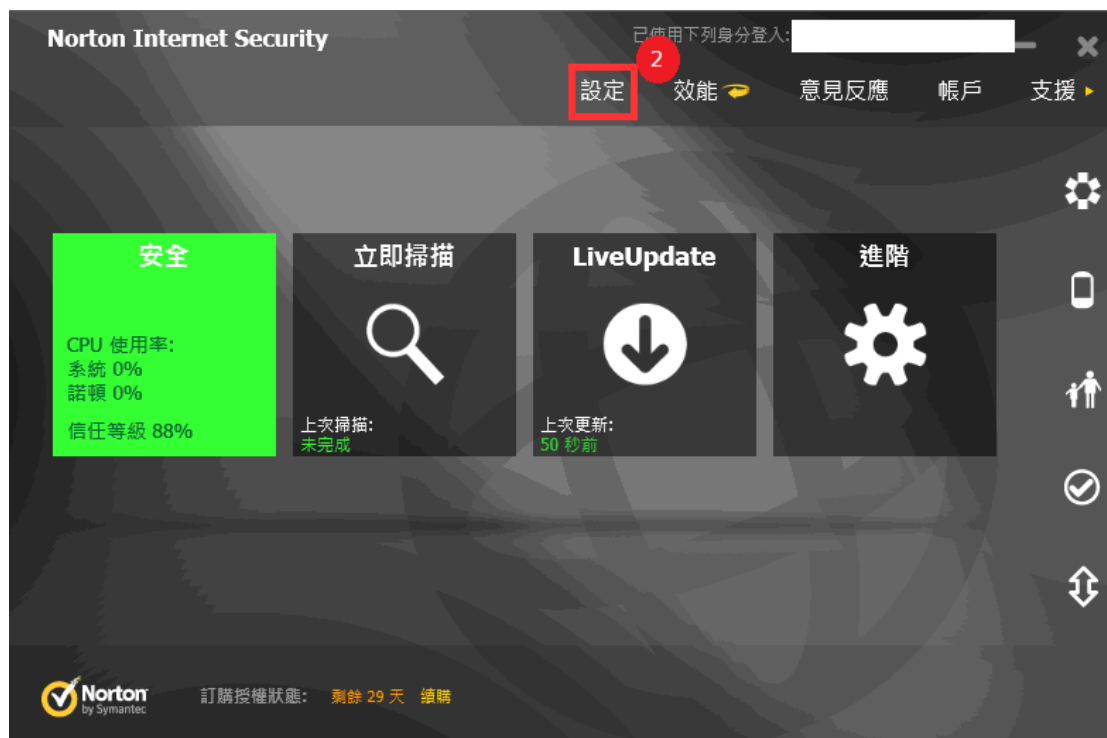 Norton Internet Security
已使用下列身分登入:
2
設定 效能 意見反應 帳戶 支援
安全
CPU 使用率:
系統 0%
諾頓 0%
信任等級 88%
立即掃描
上次掃描:
未完成
LiveUpdate
上次更新:
50 秒前
進階
Norton
by Symantec
訂購授權狀態: 剩餘 29 天 續購